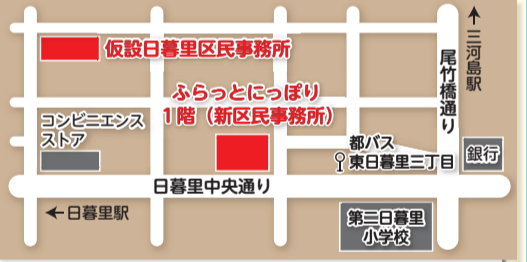 仮設日暮里区民事務所
ふらっとにっぽり
1階（新区民事務所）
コンビニエンス
ストア
日暮里中央通り
←日暮里駅
都バス
東日暮里三丁目
尾竹橋通り
↑三河島駅
銀行
第二日暮里
小学校